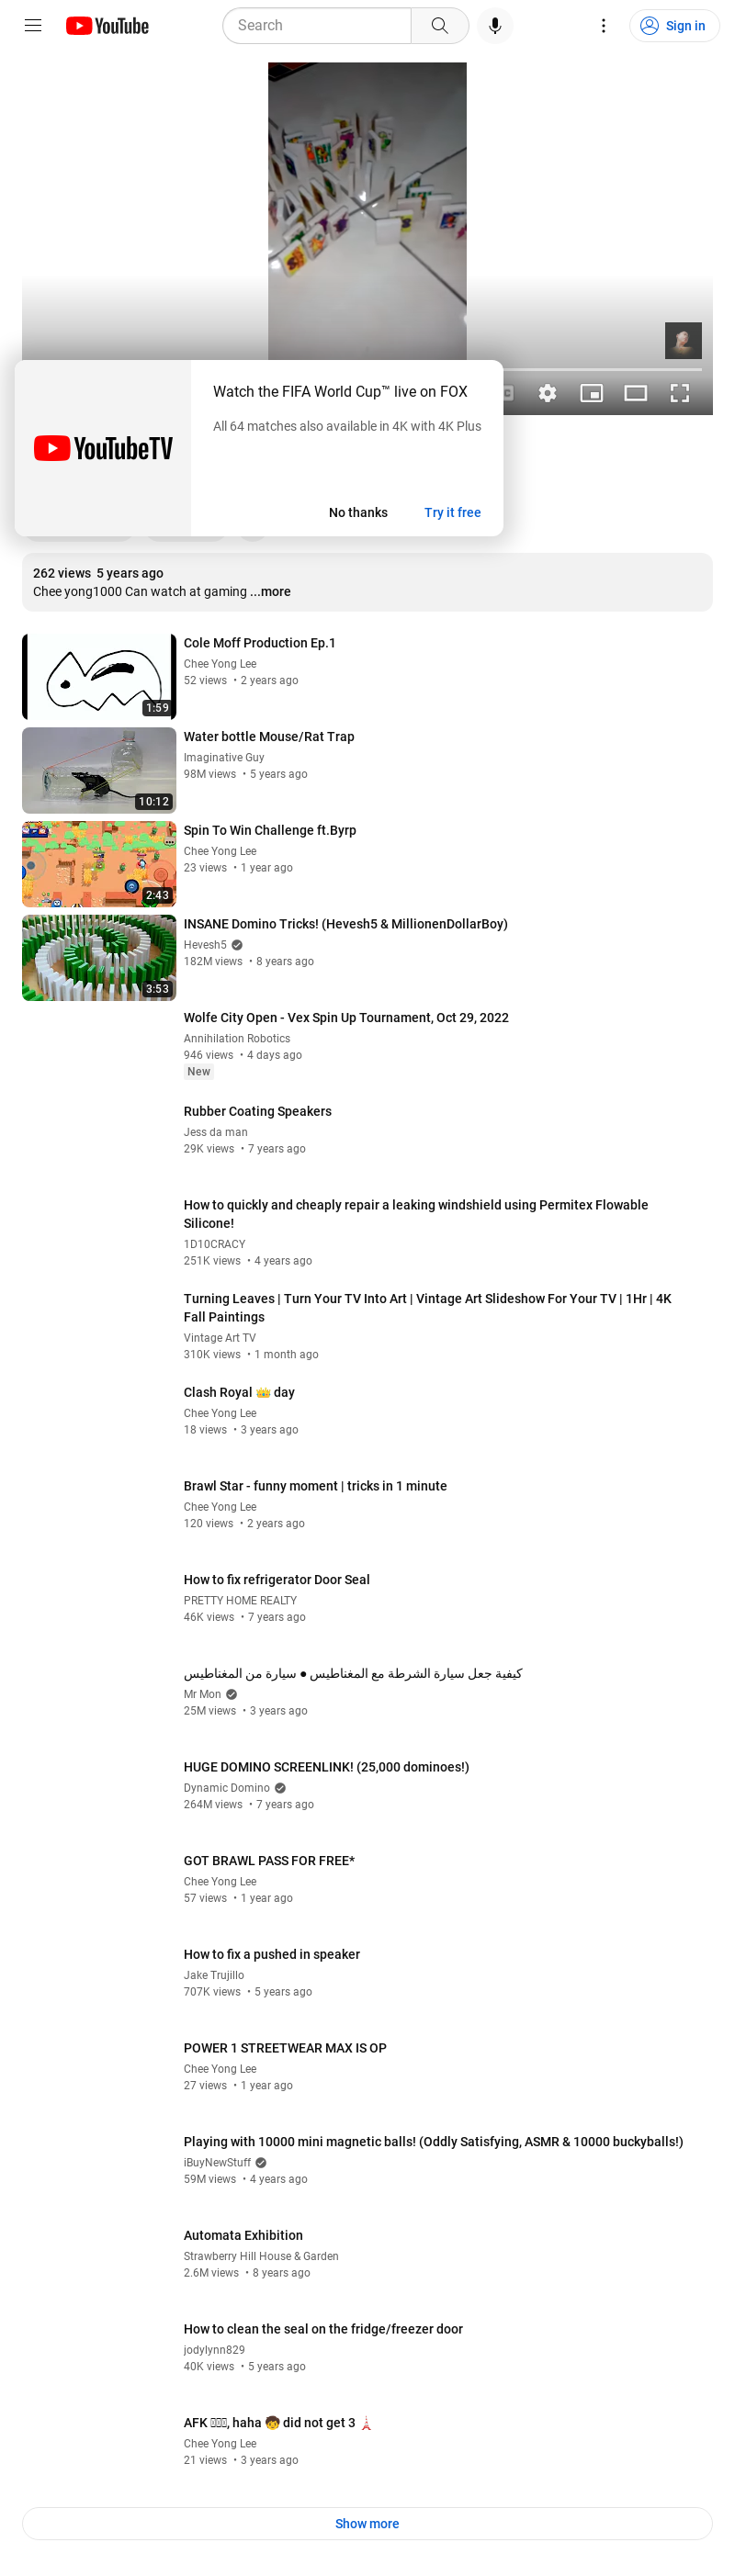 YouTube
Search
Sign in
Watch the FIFA World Cup™ live on FOX
All 64 matches also available in 4K with 4K Plus
YouTubeTV
No thanks
Try it free
262 views 5 years ago
Chee yong1000 Can watch at gaming ...more
Cole Moff Production Ep.1
Chee Yong Lee
52 views • 2 years ago
1:59
Water bottle Mouse/Rat Trap
Imaginative Guy
98M views • 5 years ago
10:12
Spin To Win Challenge ft.Byrp
Chee Yong Lee
23 views • 1 year ago
2:43
INSANE Domino Tricks! (Hevesh5 & MillionenDollarBoy)
Hevesh5
182M views • 8 years ago
3:53
Wolfe City Open - Vex Spin Up Tournament, Oct 29, 2022
Annihilation Robotics
946 views • 4 days ago
New
Rubber Coating Speakers
Jess da man
29K views • 7 years ago
How to quickly and cheaply repair a leaking windshield using Permitex Flowable
Silicone!
1D10CRACY
251K views • 4 years ago
Turning Leaves | Turn Your TV Into Art | Vintage Art Slideshow For Your TV | 1Hr | 4K
Fall Paintings
Vintage Art TV
310K views • 1 month ago
Clash Royal 👑 day
Chee Yong Lee
18 views • 3 years ago
Brawl Star - funny moment | tricks in 1 minute
Chee Yong Lee
120 views • 2 years ago
How to fix refrigerator Door Seal
PRETTY HOME REALTY
46K views • 7 years ago
كيفية جعل سيارة الشرطة مع المغناطيس ● سيارة من المغناطيس
Mr Mon
25M views • 3 years ago
HUGE DOMINO SCREENLINK! (25,000 dominoes!)
Dynamic Domino
264M views • 7 years ago
GOT BRAWL PASS FOR FREE*
Chee Yong Lee
57 views • 1 year ago
How to fix a pushed in speaker
Jake Trujillo
707K views • 5 years ago
POWER 1 STREETWEAR MAX IS OP
Chee Yong Lee
27 views • 1 year ago
Playing with 10000 mini magnetic balls! (Oddly Satisfying, ASMR & 10000 buckyballs!)
iBuyNewStuff
59M views • 4 years ago
Automata Exhibition
Strawberry Hill House & Garden
2.6M views • 8 years ago
How to clean the seal on the fridge/freezer door
jodylynn829
40K views • 5 years ago
AFK , haha 🧒 did not get 3 🗼
Chee Yong Lee
21 views • 3 years ago
Show more